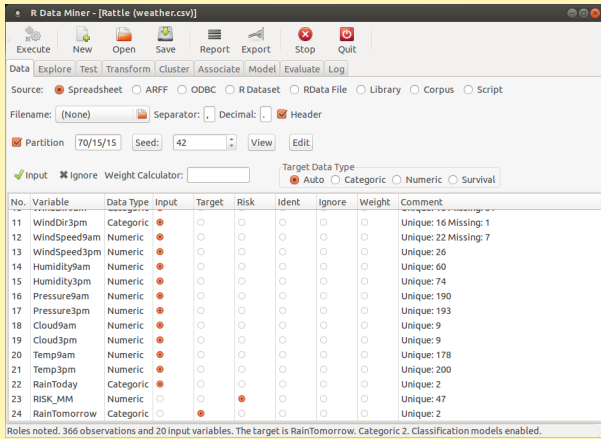 R Data Miner - [Rattle (weather.csv)]
Execute New Open Save Report Export Stop Quit
Data Explore Test Transform Cluster Associate Model Evaluate Log
Source: Spreadsheet ARFF ODBC R Dataset RData File Library Corpus Script
Filename: (None) Separator: , Decimal: . Header
Partition 70/15/15 Seed: 42 View Edit
Input Ignore Weight Calculator: Target Data Type
Auto Categoric Numeric Survival
No. Variable Data Type Input Target Risk Ident Ignore Weight Comment
11 WindDir3pm Categoric Unique: 16 Missing: 1
12 WindSpeed9am Numeric Unique: 22 Missing: 7
13 WindSpeed3pm Numeric Unique: 26
14 Humidity9am Numeric Unique: 60
15 Humidity3pm Numeric Unique: 74
16 Pressure9am Numeric Unique: 190
17 Pressure3pm Numeric Unique: 193
18 Cloud9am Numeric Unique: 9
19 Cloud3pm Numeric Unique: 9
20 Temp9am Numeric Unique: 178
21 Temp3pm Numeric Unique: 200
22 RainToday Categoric Unique: 2
23 RISK_MM Numeric Unique: 47
24 RainTomorrow Categoric Unique: 2
Roles noted. 366 observations and 20 input variables. The target is RainTomorrow. Categoric 2. Classification models enabled.